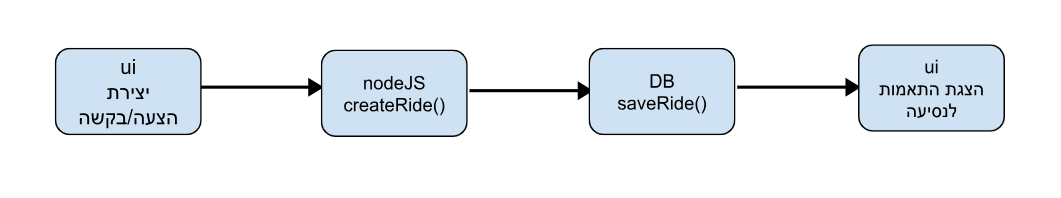 ui
יצירת
הצעה/בקשה
nodeJS
createRide()
DB
saveRide()
ui
הצגת התאמות
לנסיעה